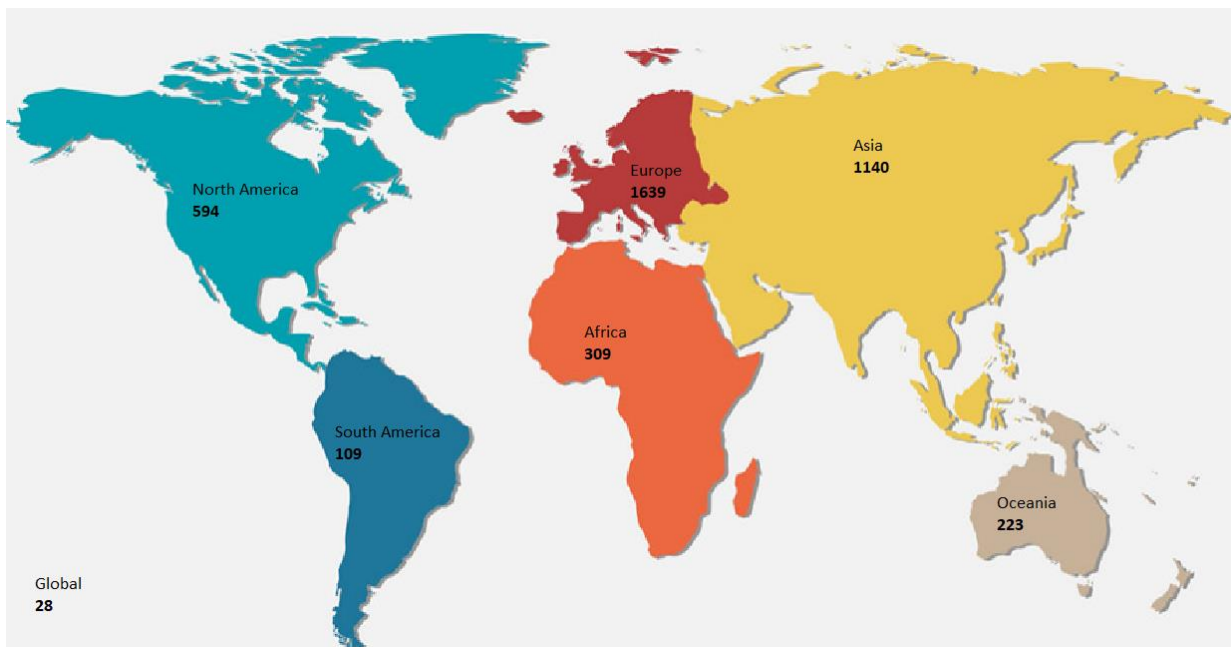 North America
594
Europe
1639
Asia
1140
Africa
309
South America
109
Oceania
223
Global
28